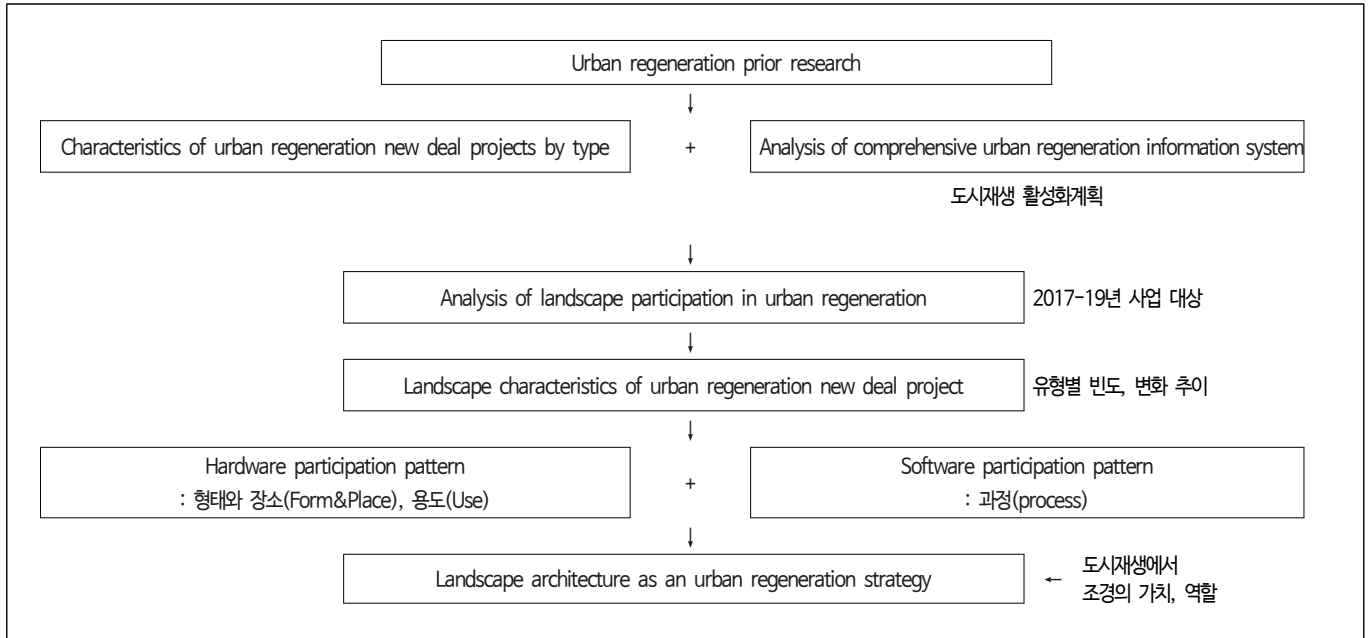 Urban regeneration prior research
↓
Characteristics of urban regeneration new deal projects by type
+
Analysis of comprehensive urban regeneration information system
도시재생 활성화계획
↓
Analysis of landscape participation in urban regeneration
2017-19년 사업 대상
↓
Landscape characteristics of urban regeneration new deal project
유형별 빈도, 변화 추이
↓
Hardware participation pattern
: 형태와 장소(Form&Place), 용도(Use)
+
Software participation pattern
: 과정(process)
↓
Landscape architecture as an urban regeneration strategy
←
도시재생에서
조경의 가치, 역할